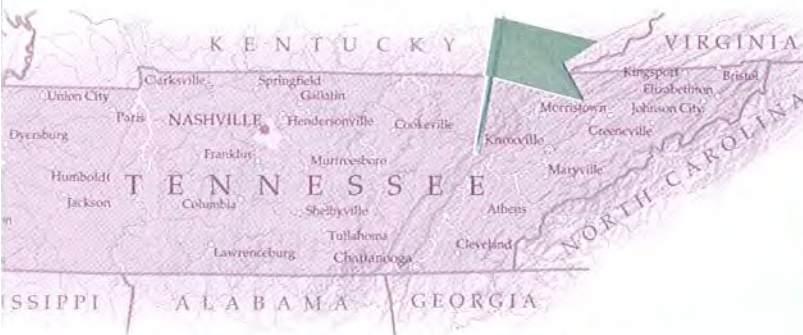 KENTUCKY VIRGINIA
Clarksville Springfield Kingsport Bristol
Union City Gallatin Elizabethton
Morristown Johnson City
Paris NASHVILLE Hendersonville Cookeville Greeneville
Dyersburg Knoxville
Franklin Murfreesboro Maryville
Humboldt TENNESSEE NORTH CAROLINA
Jackson Columbia Shelbyville Athens
Tullahoma
Lawrenceburg Chattanooga Cleveland
ISSIPPI ALABAMA GEORGIA